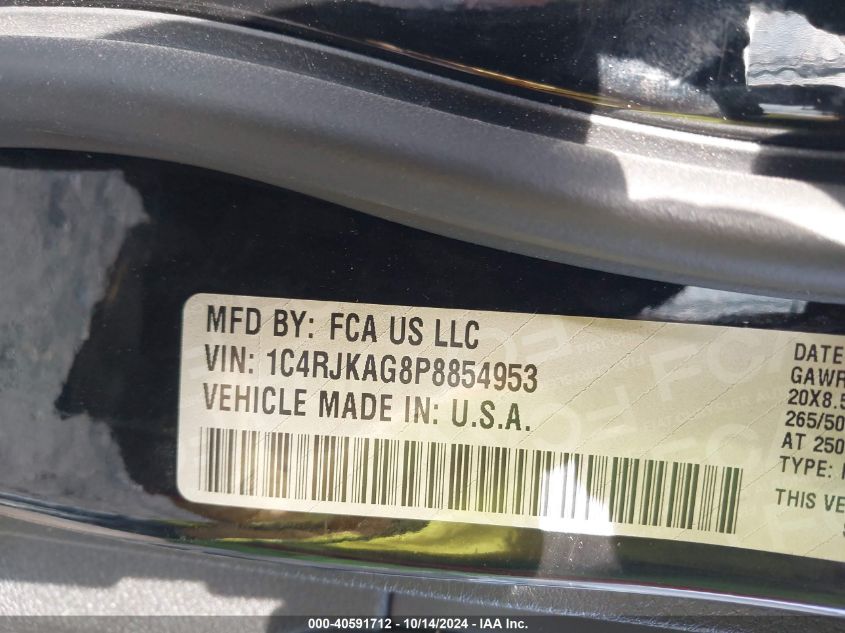 MFD BY: FCA US LLC
VIN: 1C4RJKAG8P8854953
VEHICLE MADE IN: U.S.A.
DATE
GAWR
20X8.5
265/50
AT 250
TYPE:
THIS VE
000-40591712 - 10/14/2024 - IAA Inc.